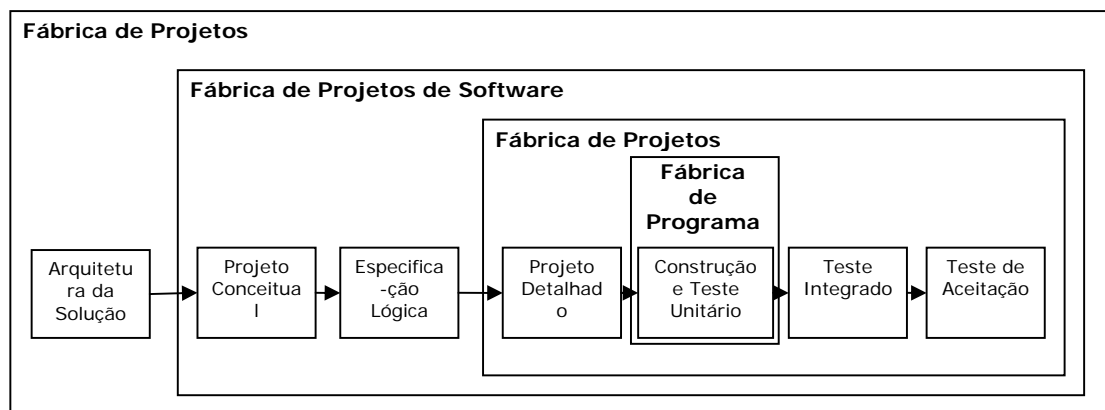 Fábrica de Projetos
Fábrica de Projetos de Software
Fábrica de Projetos
Fábrica
de
Programa
Arquitetu
ra da
Solução
Projeto
Conceitua
l
Especifica
-ção
Lógica
Projeto
Detalhad
o
Construção
e Teste
Unitário
Teste
Integrado
Teste de
Aceitação